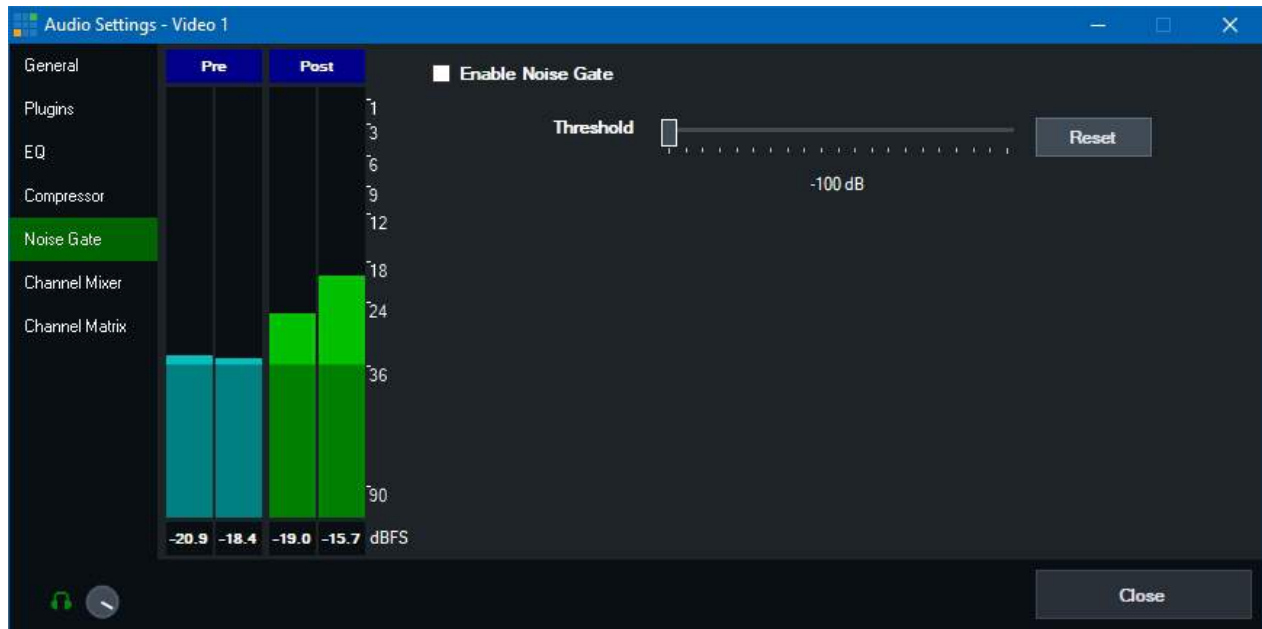 Audio Settings - Video 1
General
Plugins
EQ
Compressor
Noise Gate
Channel Mixer
Channel Matrix
Pre Post
1
3
6
9
12
18
24
36
90
-20.9 -18.4 -19.0 -15.7 dBFS
Enable Noise Gate
Threshold
Reset
-100 dB
Close